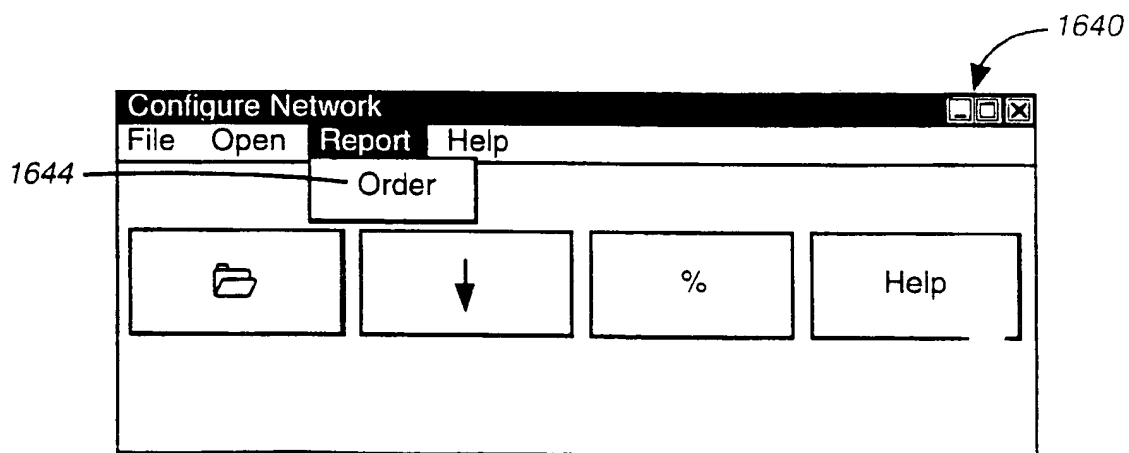 1640
Configure Network
File Open Report Help
1644 Order
% Help